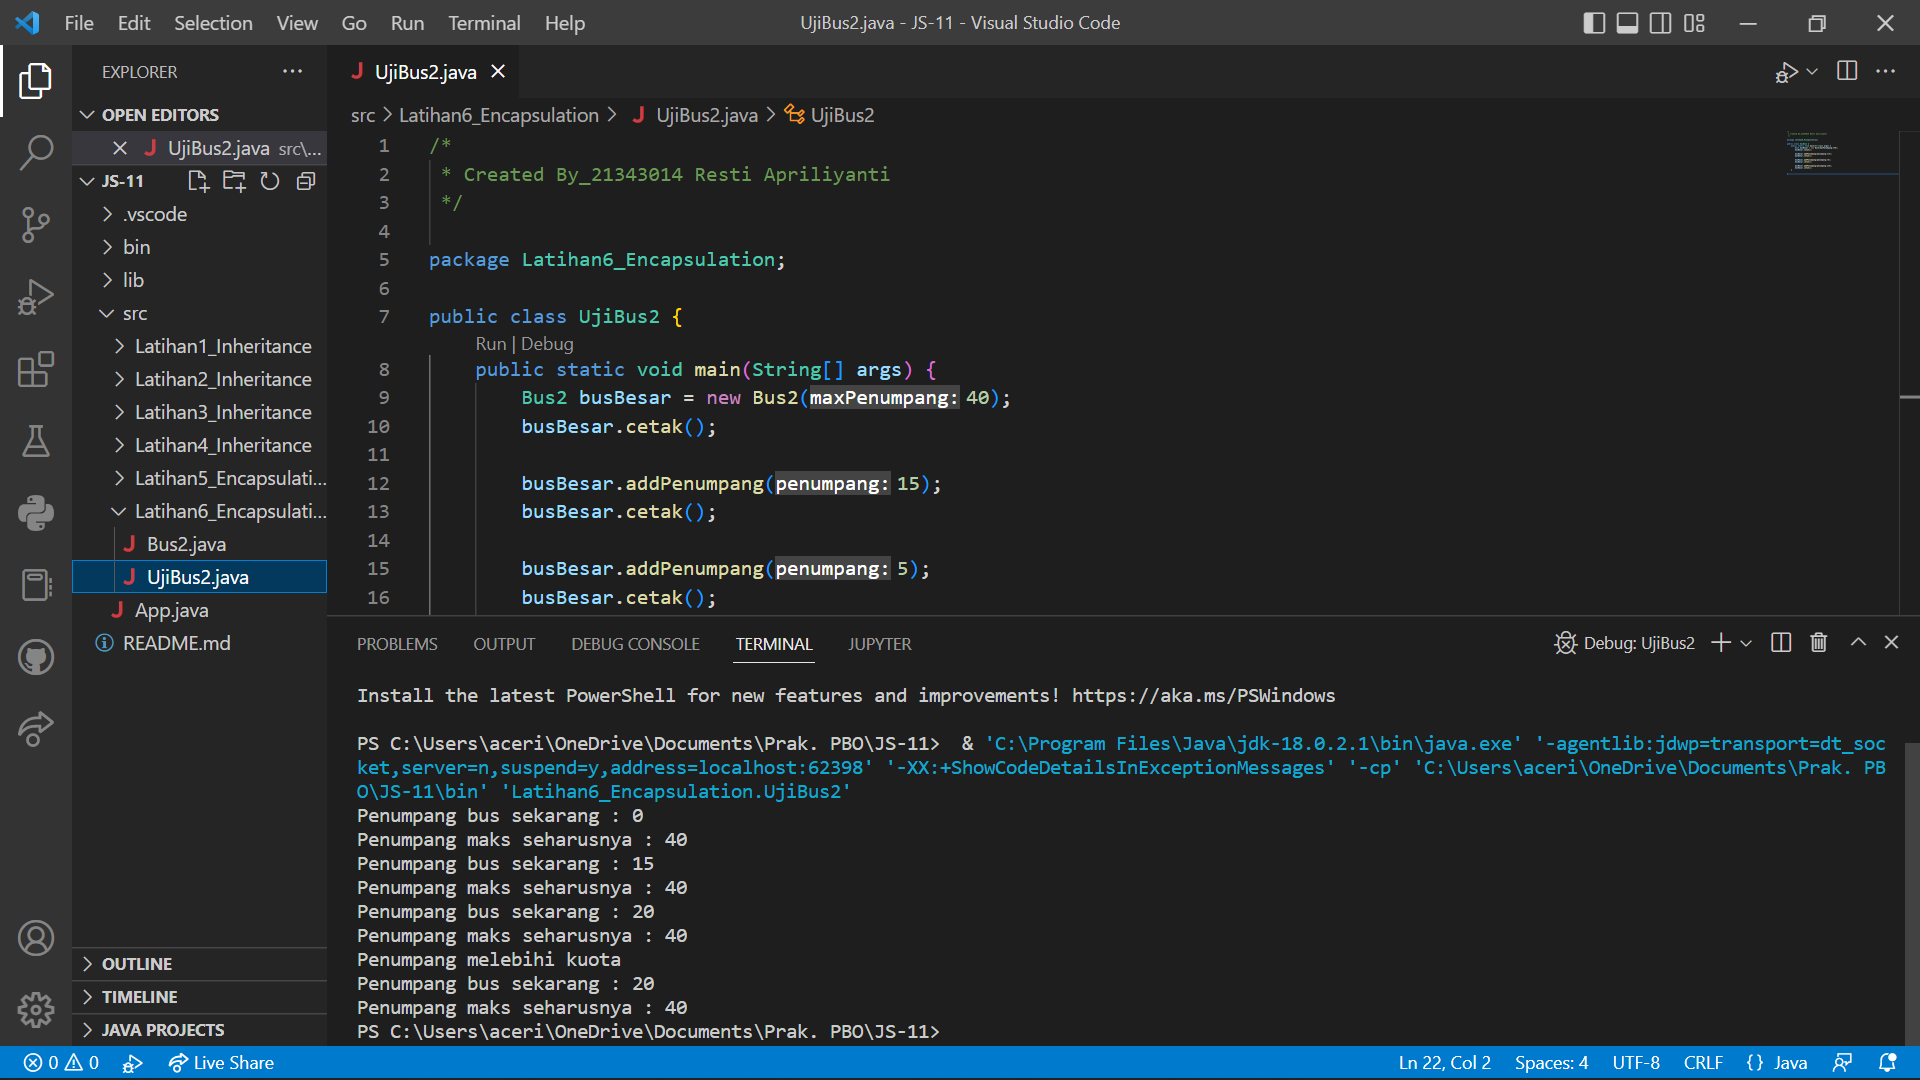 File Edit Selection View Go Run Terminal Help
UjiBus2.java - JS-11 - Visual Studio Code
EXPLORER
OPEN EDITORS
UjiBus2.java src\...
JS-11
.vscode
bin
lib
src
Latihan1_Inheritance
Latihan2_Inheritance
Latihan3_Inheritance
Latihan4_Inheritance
Latihan5_Encapsulati...
Latihan6_Encapsulati...
Bus2.java
UjiBus2.java
App.java
README.md
OUTLINE
TIMELINE
JAVA PROJECTS
UjiBus2.java
src > Latihan6_Encapsulation > UjiBus2.java > UjiBus2
1 /*
2 * Created By_21343014 Resti Apriliyanti
3 */
4
5 package Latihan6_Encapsulation;
6
7 public class UjiBus2 {
Run | Debug
8 public static void main(String[] args) {
9 Bus2 busBesar = new Bus2(maxPenumpang: 40);
10 busBesar.cetak();
11
12 busBesar.addPenumpang(penumpang: 15);
13 busBesar.cetak();
14
15 busBesar.addPenumpang(penumpang: 5);
16 busBesar.cetak();
PROBLEMS OUTPUT DEBUG CONSOLE TERMINAL JUPYTER
Debug: UjiBus2
Install the latest PowerShell for new features and improvements! https://aka.ms/PSWindows
PS C:\Users\aceri\OneDrive\Documents\Prak. PBO\JS-11> & 'C:\Program Files\Java\jdk-18.0.2.1\bin\java.exe' '-agentlib:jdwp=transport=dt_soc
ket,server=n,suspend=y,address=localhost:62398' '-XX:+ShowCodeDetailsInExceptionMessages' '-cp' 'C:\Users\aceri\OneDrive\Documents\Prak. PB
O\JS-11\bin' 'Latihan6_Encapsulation.UjiBus2'
Penumpang bus sekarang : 0
Penumpang maks seharusnya : 40
Penumpang bus sekarang : 15
Penumpang maks seharusnya : 40
Penumpang bus sekarang : 20
Penumpang maks seharusnya : 40
Penumpang melebihi kuota
Penumpang bus sekarang : 20
Penumpang maks seharusnya : 40
PS C:\Users\aceri\OneDrive\Documents\Prak. PBO\JS-11>
0 0 Live Share
Ln 22, Col 2 Spaces: 4 UTF-8 CRLF {} Java